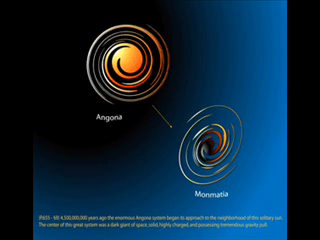 Angona
Monmatia
(P655 - §4) 4,500,000,000 years ago the enormous Angona system began its approach to the neighborhood of this solitary sun.
The center of this great system was a dark giant of space, solid, highly charged, and possessing tremendous gravity pull.